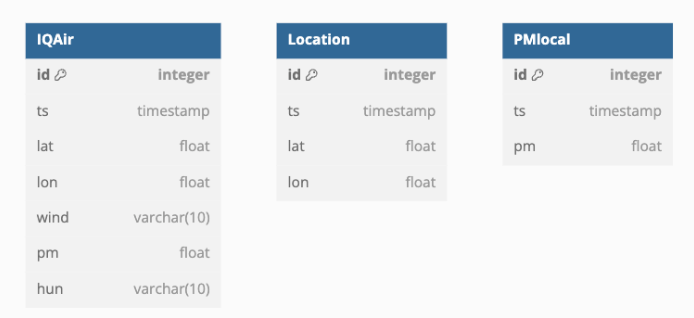 IQAir
id integer
ts timestamp
lat float
lon float
wind varchar(10)
pm float
hun varchar(10)
Location
id integer
ts timestamp
lat float
lon float
PMlocal
id integer
ts timestamp
pm float